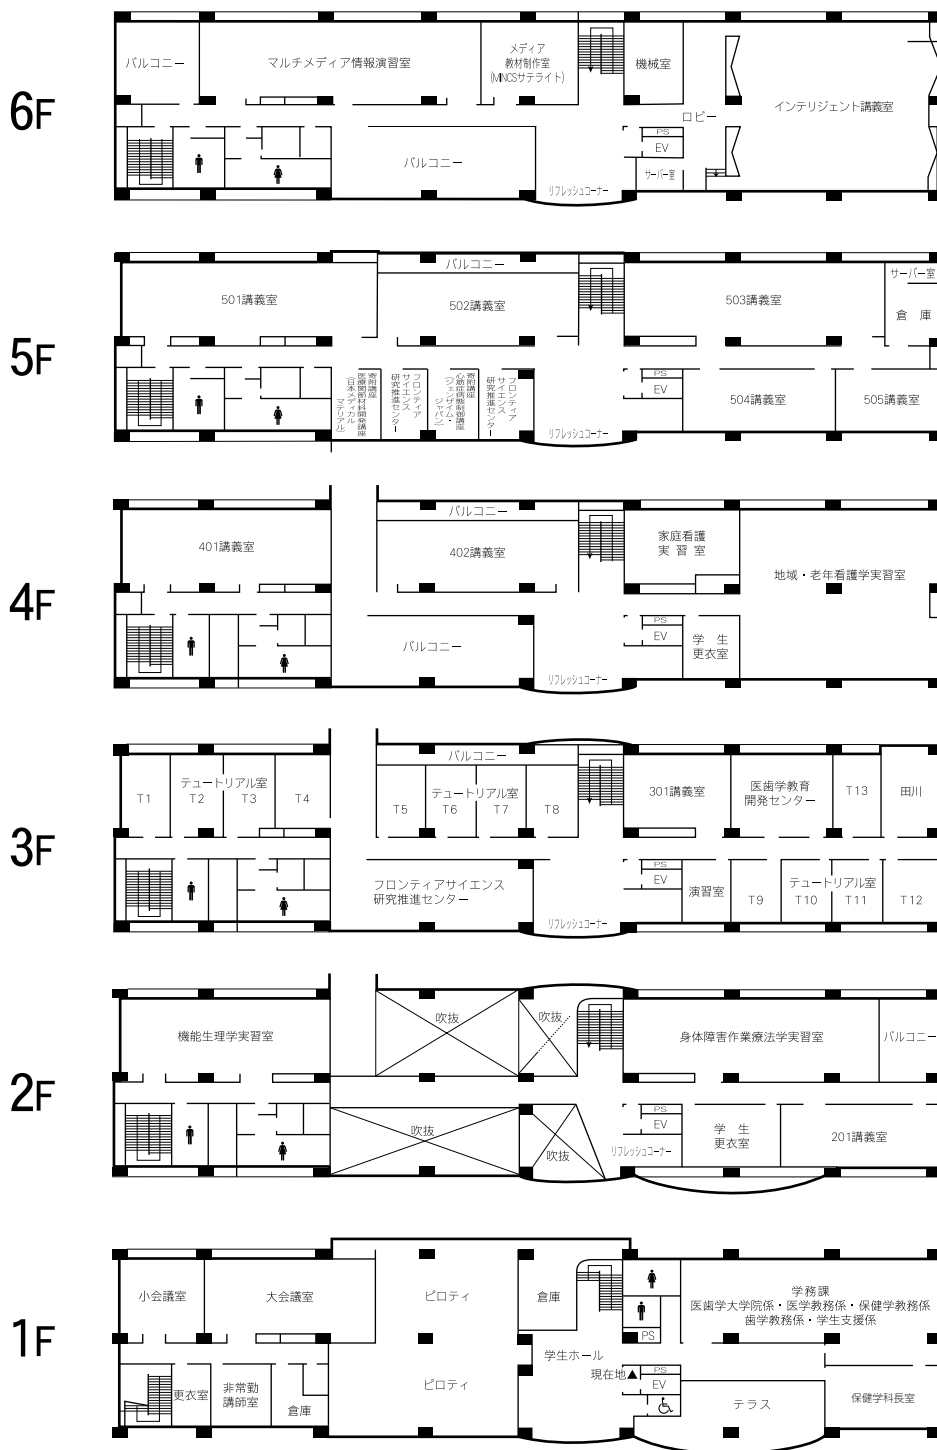 6F
バルコニー
マルチメディア情報演習室
メディア
教材制作室
(MINCSサテライト)
機械室
ロビー
インテリジェント講義室
PS
EV
サーバー室
バルコニー
リフレッシュコーナー
5F
501講義室
バルコニー
502講義室
503講義室
サーバー室
倉庫
寄附講座
医療関節材料開発講座
(日本メディカル
マテリアル)
フロンティア
サイエンス
研究推進センター
寄附講座
心筋症病態制御講座
(ジェンザイム・
ジャパン)
フロンティア
サイエンス
研究推進センター
リフレッシュコーナー
PS
EV
504講義室
505講義室
4F
401講義室
バルコニー
402講義室
家庭看護
実習室
地域・老年看護学実習室
バルコニー
リフレッシュコーナー
PS
EV
学生
更衣室
3F
テュートリアル室
T1
T2
T3
T4
バルコニー
テュートリアル室
T5
T6
T7
T8
301講義室
医歯学教育
開発センター
T13
田川
フロンティアサイエンス
研究推進センター
リフレッシュコーナー
PS
EV
演習室
テュートリアル室
T9
T10
T11
T12
2F
機能生理学実習室
吹抜
吹抜
身体障害作業療法学実習室
バルコニー
吹抜
吹抜
リフレッシュコーナー
PS
EV
学生
更衣室
201講義室
1F
小会議室
大会議室
ピロティ
倉庫
PS
学務課
医歯学大学院係・医学教務係・保健学教務係
歯学教務係・学生支援係
更衣室
非常勤
講師室
倉庫
ピロティ
学生ホール
現在地▲
PS
EV
テラス
保健学科長室